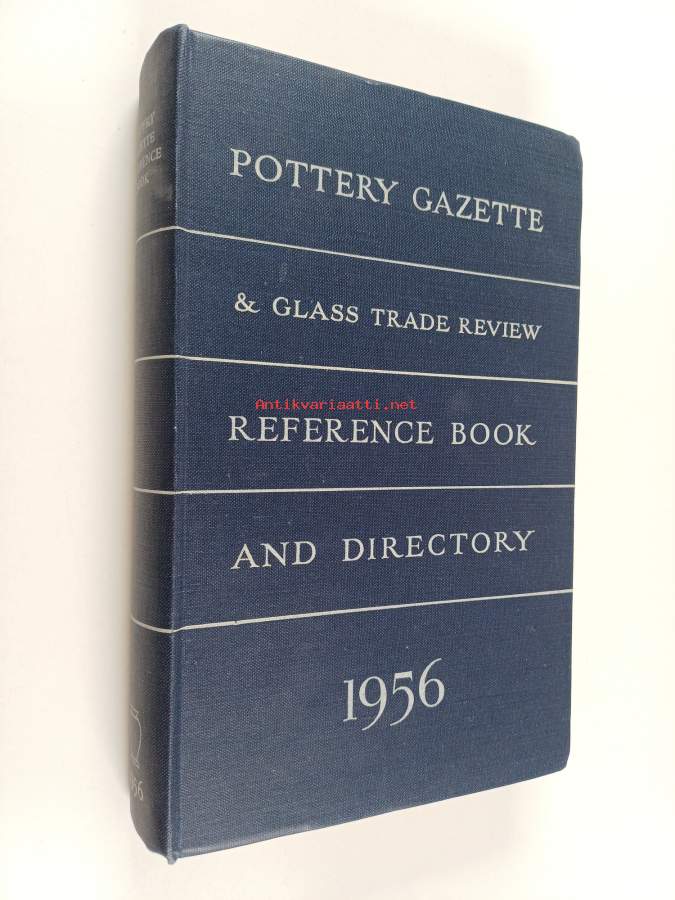 POTTERY GAZETTE
& GLASS TRADE REVIEW
Antikvariaatti.net
REFERENCE BOOK
AND DIRECTORY
1956